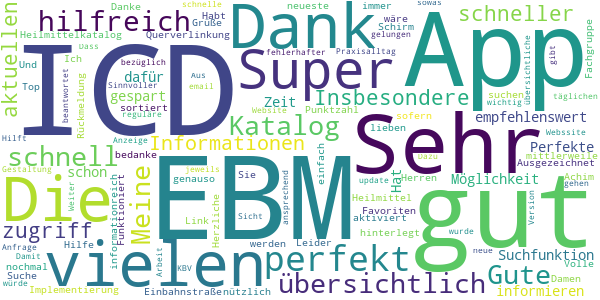 Danke
Habt
schnelle
neueste
immer
wäre
sowas
hilfreich
Dank
schneller
Grüße
Schirm
gelungen
Heilmittelkatalog
Querverlinkung
fehlerhafter
Praxisalltag
aktuellen
Und
Dass
Ich
ICD
Super
App
gibt
übersichtliche
Fachgruppe
Top
dafür
bezüglich
Aus
email
Sinnvoller
beantwortet
Rückmeldung
gespart
Zeit
Insbesondere
suchen
wichtig
täglichen
sortiert
reguläre
Website
Punktzahl
empfehlenswert
Hilft
Anzeige
bedanke
Katalog
sofern
lieben
Sehr
Perfekte
Webssite
schnell
Informationen
Dazu
Ausgezeichnet
mittlerweile
Gestaltung
Weiter
schon
genauso
jeweils
Sie
einfach
Heilmittel
Hat
update
Herren
Möglichkeit
Achim
gehen
Die
Meine
Funktioniert
informationreich
Link
Herzliche
Sicht
ansprechend
EBM
Favoriten
aktiviert
hinterlegt
Version
gut
zugriff
Anfrage
Damit
Hilfe
werden
Leider
perfekt
wurde
neue
Gute
Suchfunktion
nochmal
Suche
würde
vielen
Arbeit
KBV
übersichtlich
Damen
Volle
Implementierung
Einbahnstraße
nützlich
informieren